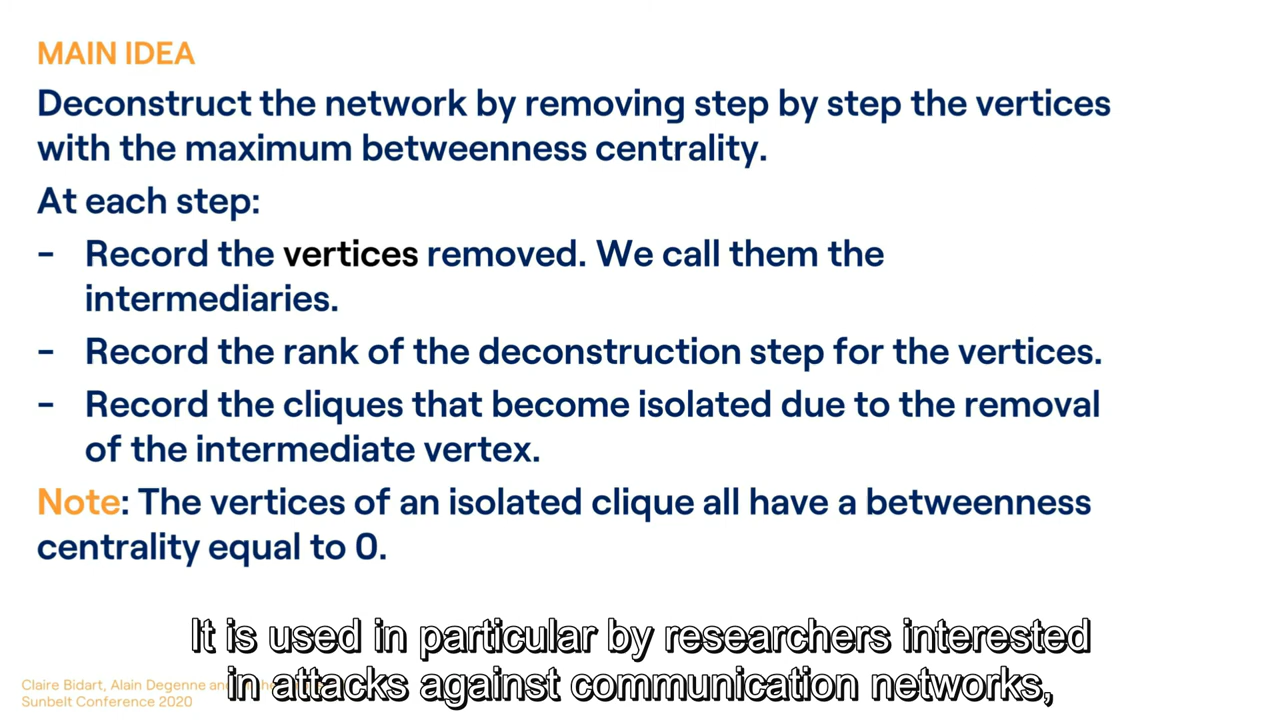 MAIN IDEA
Deconstruct the network by removing step by step the vertices
with the maximum betweenness centrality.
At each step:
- Record the vertices removed. We call them the
intermediaries.
- Record the rank of the deconstruction step for the vertices.
- Record the cliques that become isolated due to the removal
of the intermediate vertex.
Note: The vertices of an isolated clique all have a betweenness
centrality equal to 0.
It is used in particular by researchers interested
in attacks against communication networks,
Claire Bidart, Alain Degenne and
Sunbelt Conference 2020